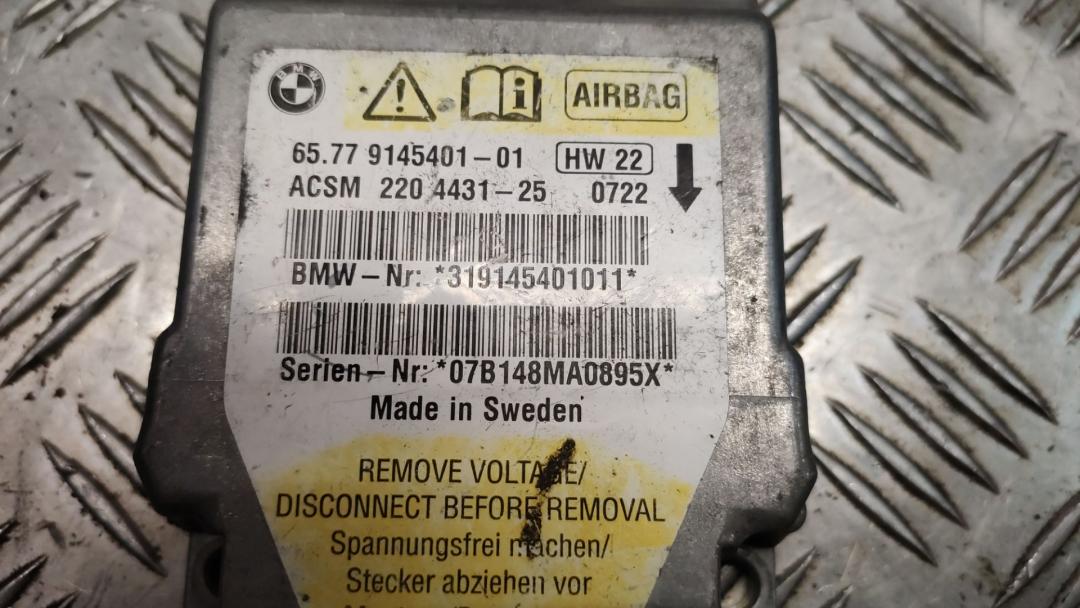 BMW
AIRBAG
65.77 9145401-01 HW 22
ACSM 220 4431-25 0722
BMW-Nr: *319145401011*
Serien-Nr: *07B148MA0895X*
Made in Sweden
REMOVE VOLTAGE/
DISCONNECT BEFORE REMOVAL
Spannungsfrei machen/
Stecker abziehen vor